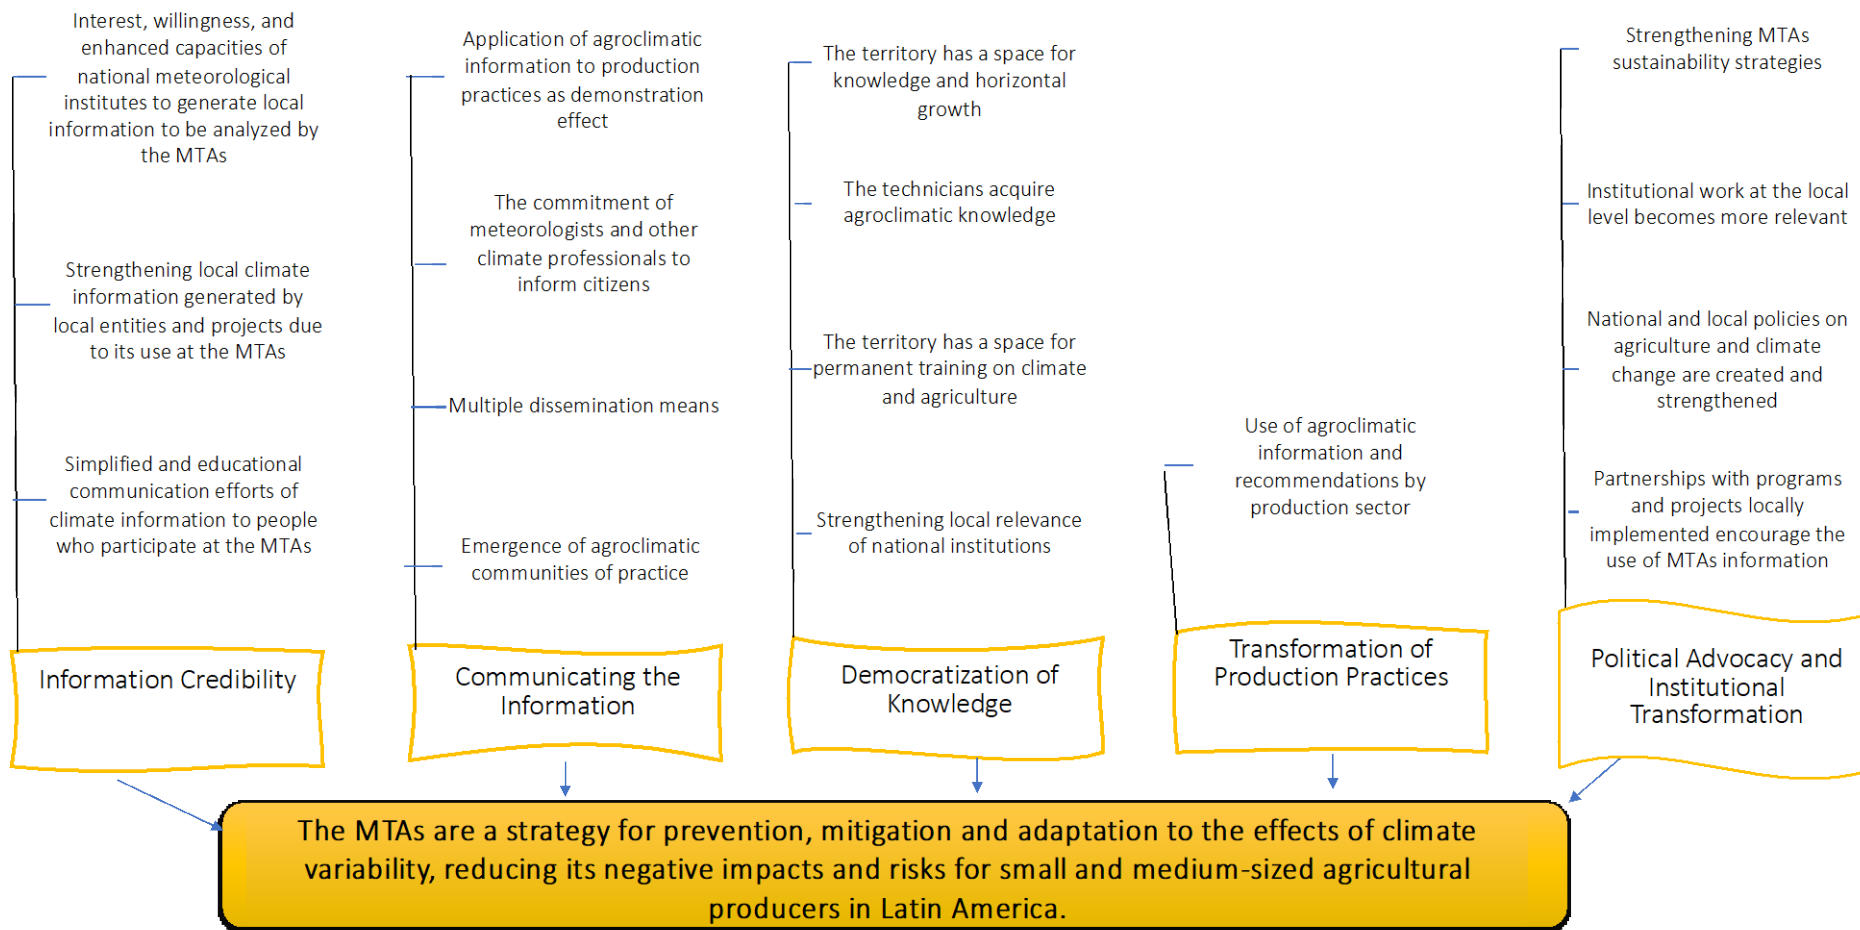 Interest, willingness, and
enhanced capacities of
national meteorological
institutes to generate local
information to be analyzed by
the MTAs
Strengthening local climate
information generated by
local entities and projects due
to its use at the MTAs
Simplified and educational
communication efforts of
climate information to people
who participate at the MTAs
Information Credibility
Application of agroclimatic
information to production
practices as demonstration
effect
The commitment of
meteorologists and other
climate professionals to
inform citizens
Multiple dissemination means
Emergence of agroclimatic
communities of practice
Communicating the
Information
The territory has a space for
knowledge and horizontal
growth
The technicians acquire
agroclimatic knowledge
The territory has a space for
permanent training on climate
and agriculture
Strengthening local relevance
of national institutions
Democratization of
Knowledge
Use of agroclimatic
information and
recommendations by
production sector
Transformation of
Production Practices
Strengthening MTAs
sustainability strategies
Institutional work at the local
level becomes more relevant
National and local policies on
agriculture and climate
change are created and
strengthened
Partnerships with programs
and projects locally
implemented encourage the
use of MTAs information
Political Advocacy and
Institutional
Transformation
The MTAs are a strategy for prevention, mitigation and adaptation to the effects of climate
variability, reducing its negative impacts and risks for small and medium-sized agricultural
producers in Latin America.